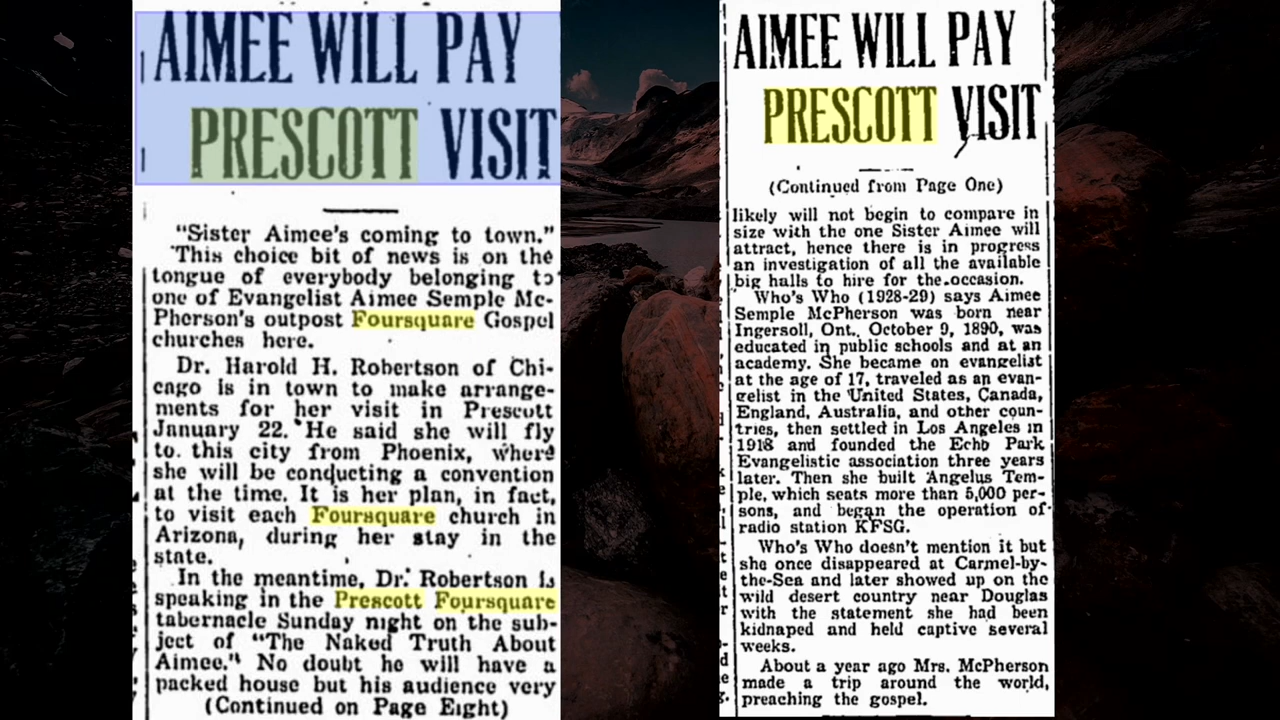 AIMEE WILL PAY
PRESCOTT VISIT
"Sister Aimee's coming to town."
This choice bit of news is on the
tongue of everybody belonging to
one of Evangelist Aimee Semple Mc-
Pherson's outpost Foursquare Gospel
churches here.
Dr. Harold H. Robertson of Chi-
cago is in town to make arrange-
ments for her visit in Prescott
January 22. He said she will fly
to this city from Phoenix, where
she will be conducting a convention
at the time. It is her plan, in fact,
to visit each Foursquare church in
Arizona, during her stay in the
state.
In the meantime, Dr. Robertson is
speaking in the Prescott Foursquare
tabernacle Sunday night on the sub-
ject of "The Naked Truth About
Aimee." No doubt he will have a
packed house but his audience very
(Continued on Page Eight)
AIMEE WILL PAY
PRESCOTT VISIT
(Continued from Page One)
likely will not begin to compare in
size with the one Sister Aimee will
attract, hence there is in progress
an investigation of all the available
big halls to hire for the occasion.
Who's Who (1928-29) says Aimee
Semple McPherson was born near
Ingersoll, Ont., October 9, 1890, was
educated in public schools and at an
academy. She became on evangelist
at the age of 17, traveled as an evan-
gelist in the United States, Canada,
England, Australia, and other coun-
tries, then settled in Los Angeles in
1918 and founded the Echo Park
Evangelistic association three years
later. Then she built Angelus Tem-
ple, which seats more than 5,000 per-
sons, and began the operation of
radio station KFSG.
Who's Who doesn't mention it but
she once disappeared at Carmel-by-
the-Sea and later showed up on the
wild desert country near Douglas
with the statement she had been
kidnaped and held captive several
weeks.
About a year ago Mrs. McPherson
made a trip around the world,
preaching the gospel.